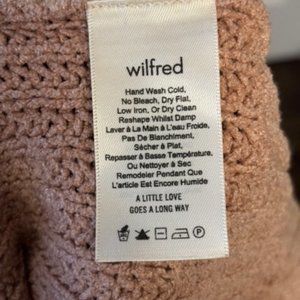 wilfred
Hand Wash Cold,
No Bleach, Dry Flat,
Low Iron, Or Dry Clean
Reshape Whilst Damp
Laver à La Main à L'eau Froide,
Pas De Blanchiment,
Sécher à Plat,
Repasser à Basse Température,
Ou Nettoyer à Sec
Remodeler Pendant Que
L'article Est Encore Humide
A LITTLE LOVE
GOES A LONG WAY
P